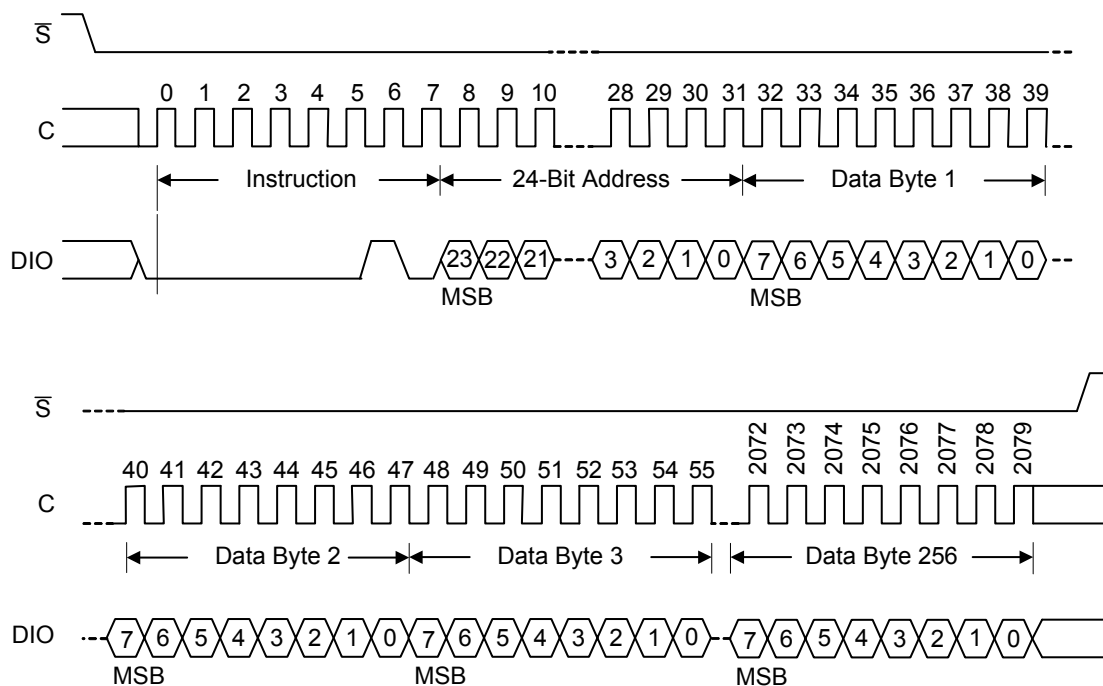 S̅
0 1 2 3 4 5 6 7 8 9 10 28 29 30 31 32 33 34 35 36 37 38 39
C
Instruction 24-Bit Address Data Byte 1
DIO 23 22 21 3 2 1 0 7 6 5 4 3 2 1 0
MSB MSB
S̅
2072 2073 2074 2075 2076 2077 2078 2079
40 41 42 43 44 45 46 47 48 49 50 51 52 53 54 55
C
Data Byte 2 Data Byte 3 Data Byte 256
DIO 7 6 5 4 3 2 1 0 7 6 5 4 3 2 1 0 7 6 5 4 3 2 1 0
MSB MSB MSB